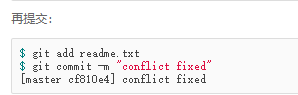 再提交：
$ git add readme.txt
$ git commit -m "conflict fixed"
[master cf810e4] conflict fixed